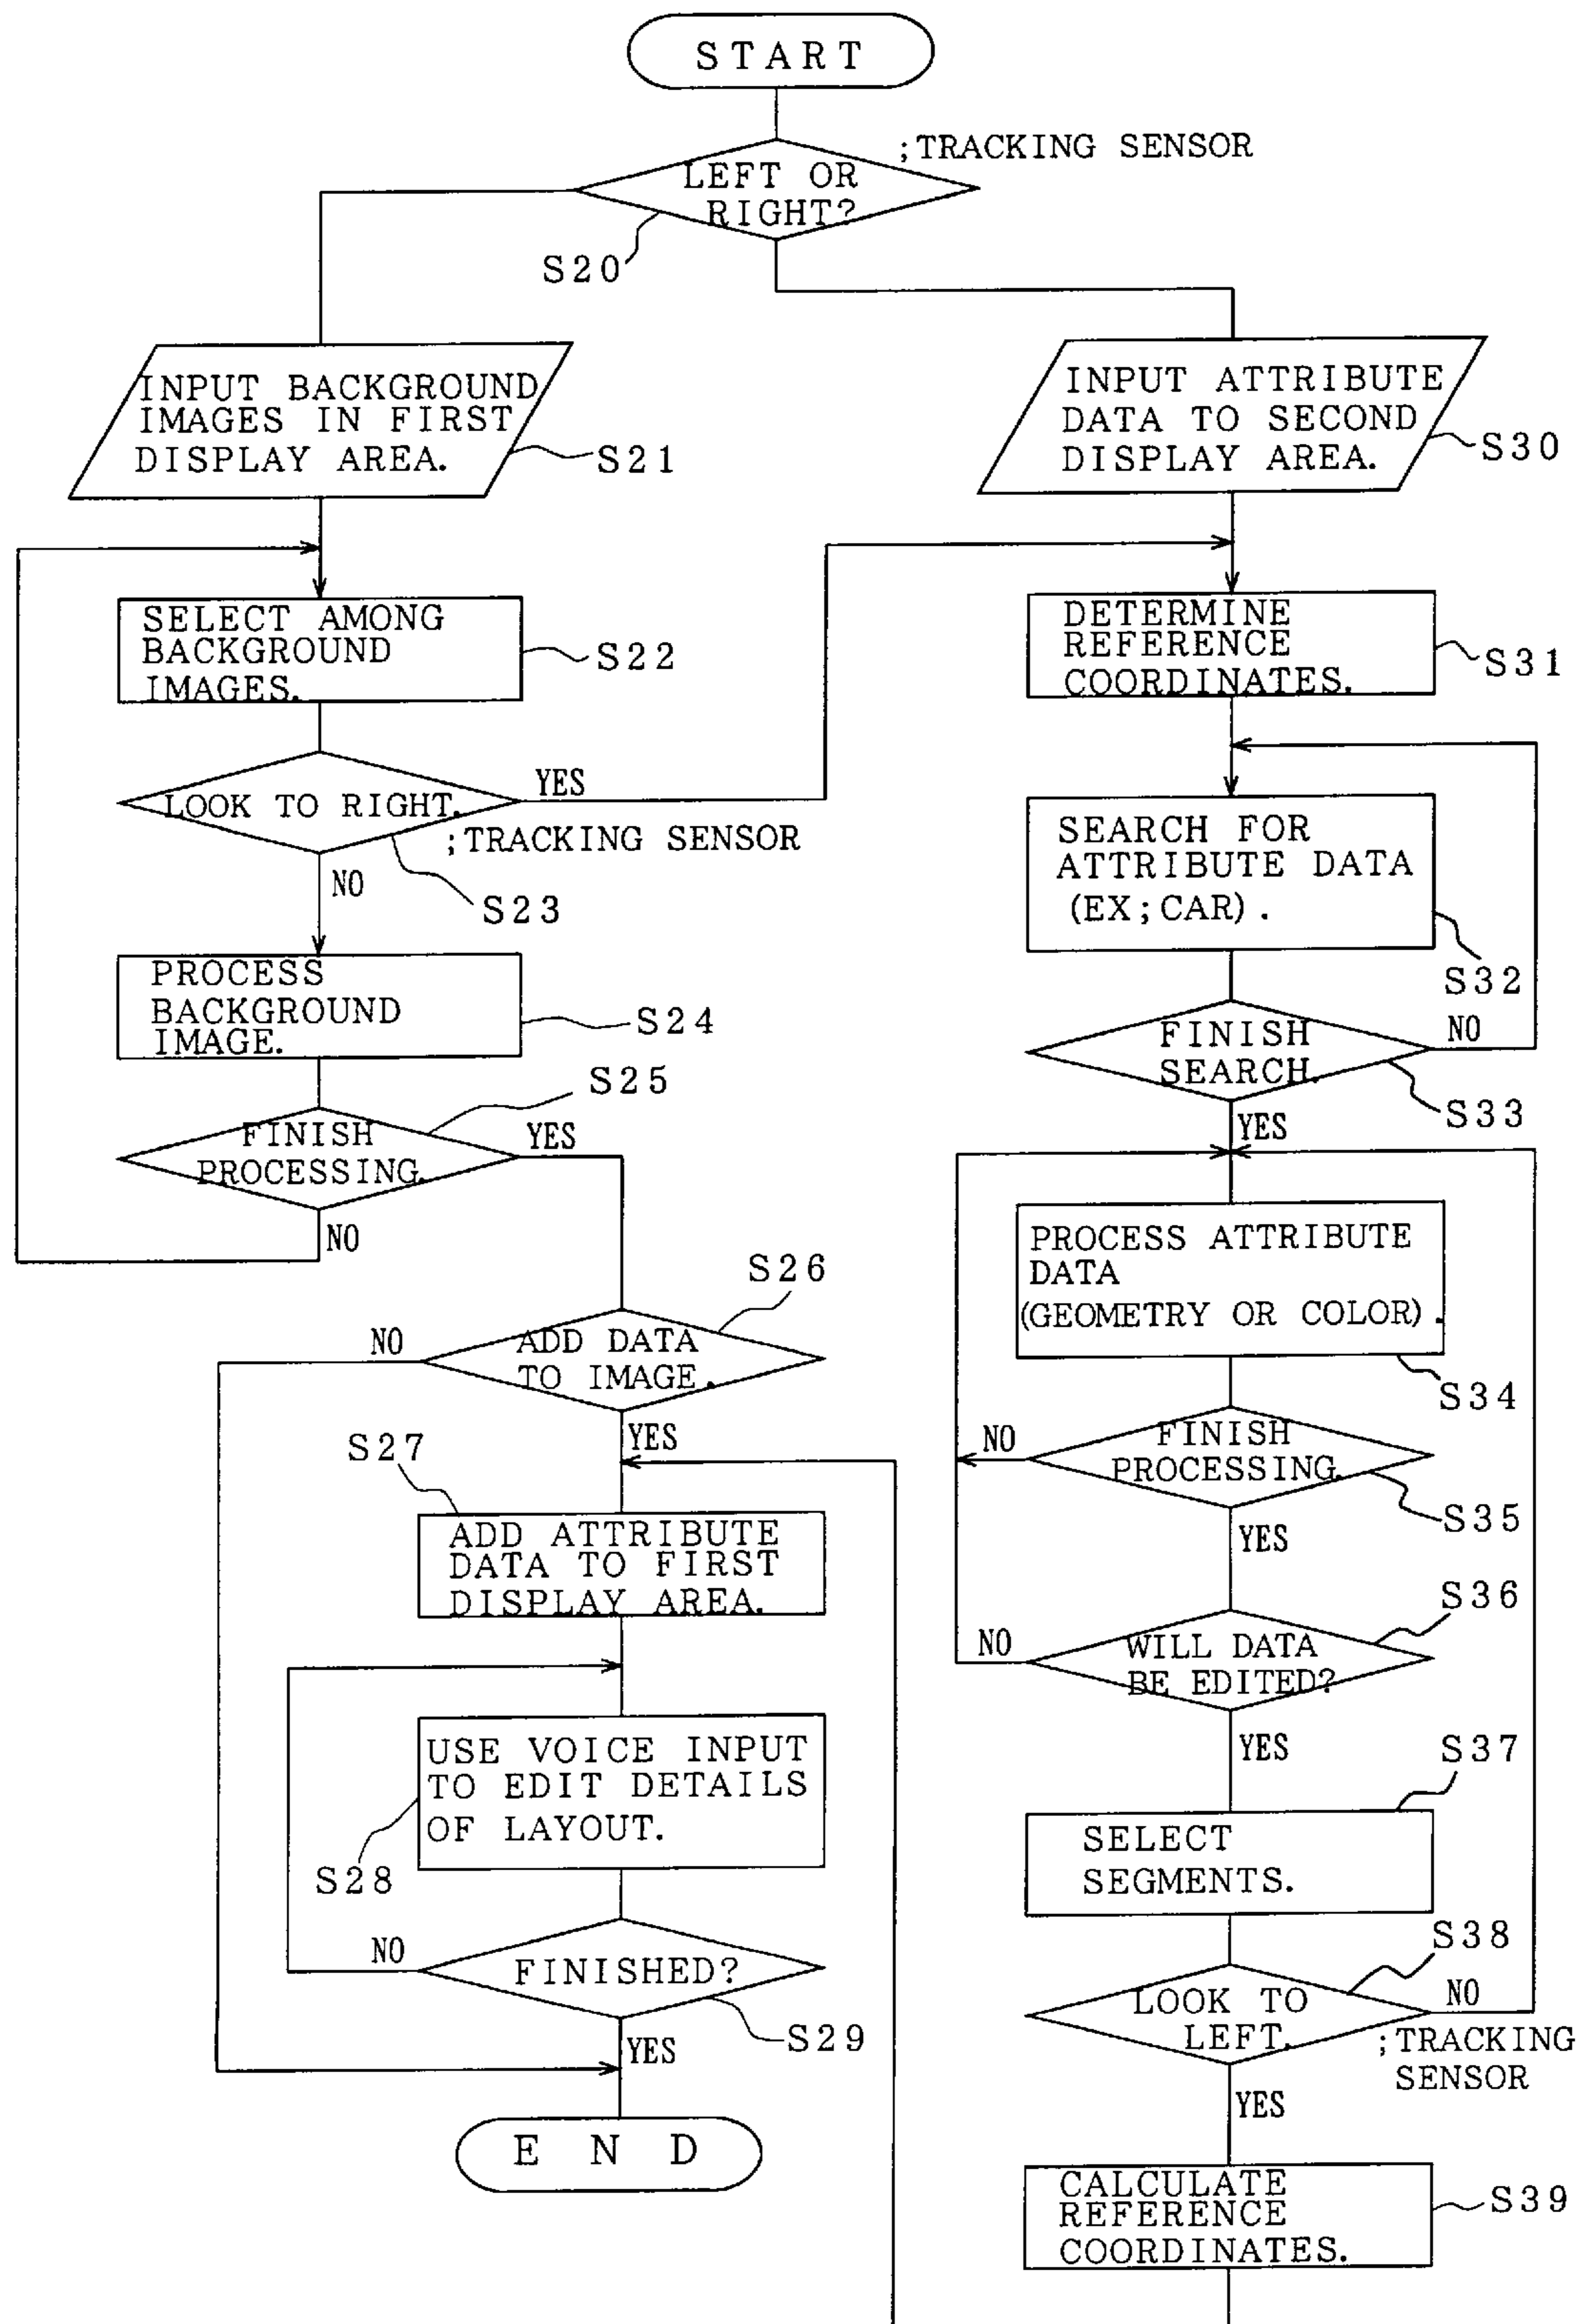 START
;TRACKING SENSOR
LEFT OR
RIGHT?
S20
INPUT BACKGROUND
IMAGES IN FIRST
DISPLAY AREA.
S21
SELECT AMONG
BACKGROUND
IMAGES.
S22
LOOK TO RIGHT.
YES
;TRACKING SENSOR
NO
S23
PROCESS
BACKGROUND
IMAGE.
S24
S25
FINISH
PROCESSING.
YES
NO
S26
NO
ADD DATA
TO IMAGE.
YES
S27
ADD ATTRIBUTE
DATA TO FIRST
DISPLAY AREA.
USE VOICE INPUT
TO EDIT DETAILS
OF LAYOUT.
S28
NO
FINISHED?
S29
YES
END
INPUT ATTRIBUTE
DATA TO SECOND
DISPLAY AREA.
S30
DETERMINE
REFERENCE
COORDINATES.
S31
SEARCH FOR
ATTRIBUTE DATA
(EX;CAR).
S32
FINISH
SEARCH.
NO
S33
YES
PROCESS ATTRIBUTE
DATA
(GEOMETRY OR COLOR).
S34
NO
FINISH
PROCESSING.
S35
YES
S36
NO
WILL DATA
BE EDITED?
YES
S37
SELECT
SEGMENTS.
S38
LOOK TO
LEFT.
NO
;TRACKING
SENSOR
YES
CALCULATE
REFERENCE
COORDINATES.
S39